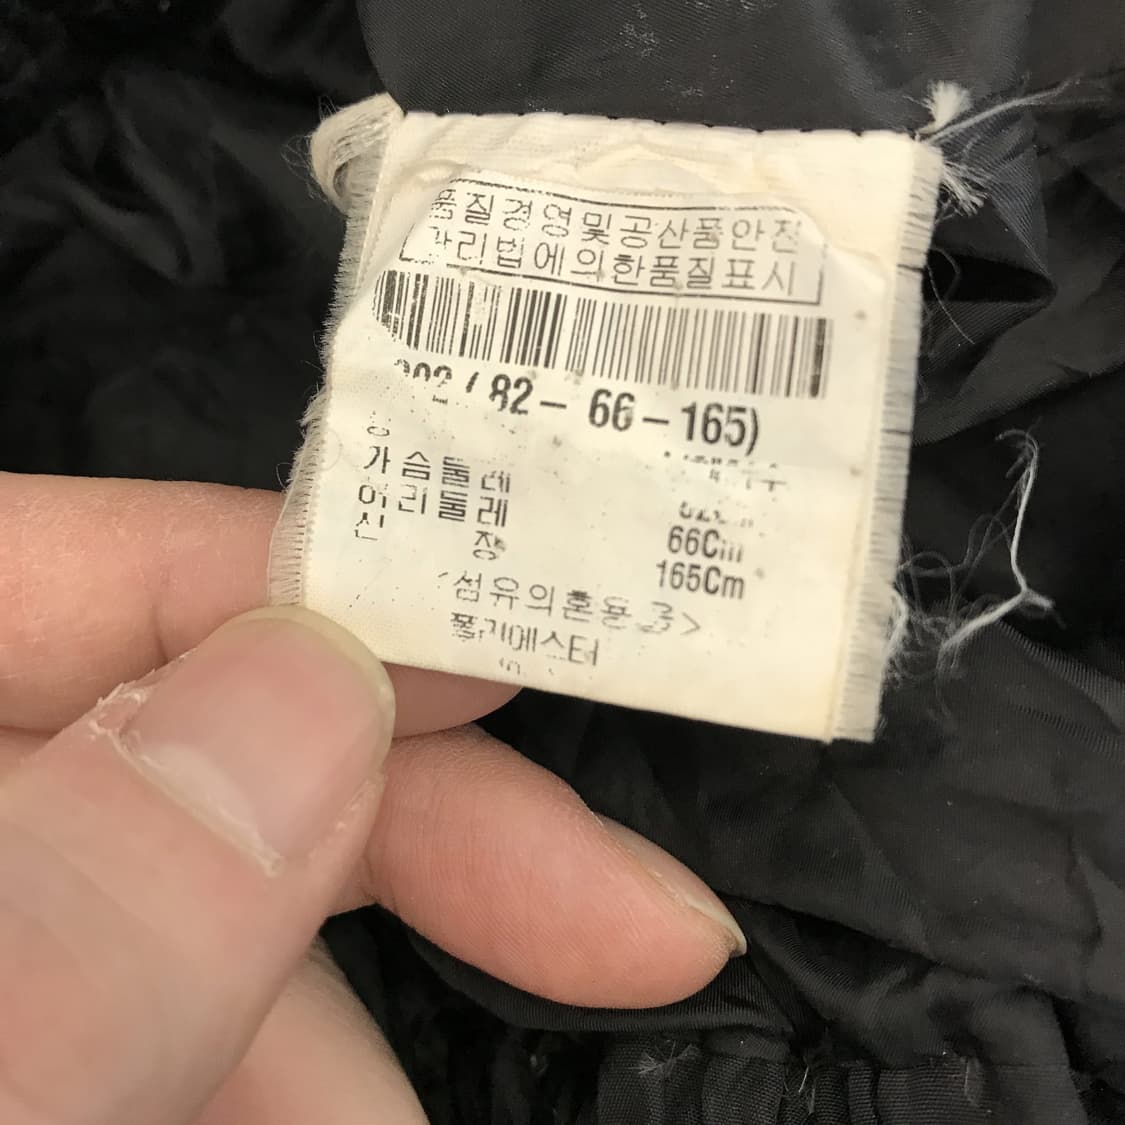 품질경영및공산품안전
관리법에의한품질표시
82 - 66 - 165)
가슴둘레
허리둘레 66Cm
신 장 165Cm
섬유의혼용
폴리에스터